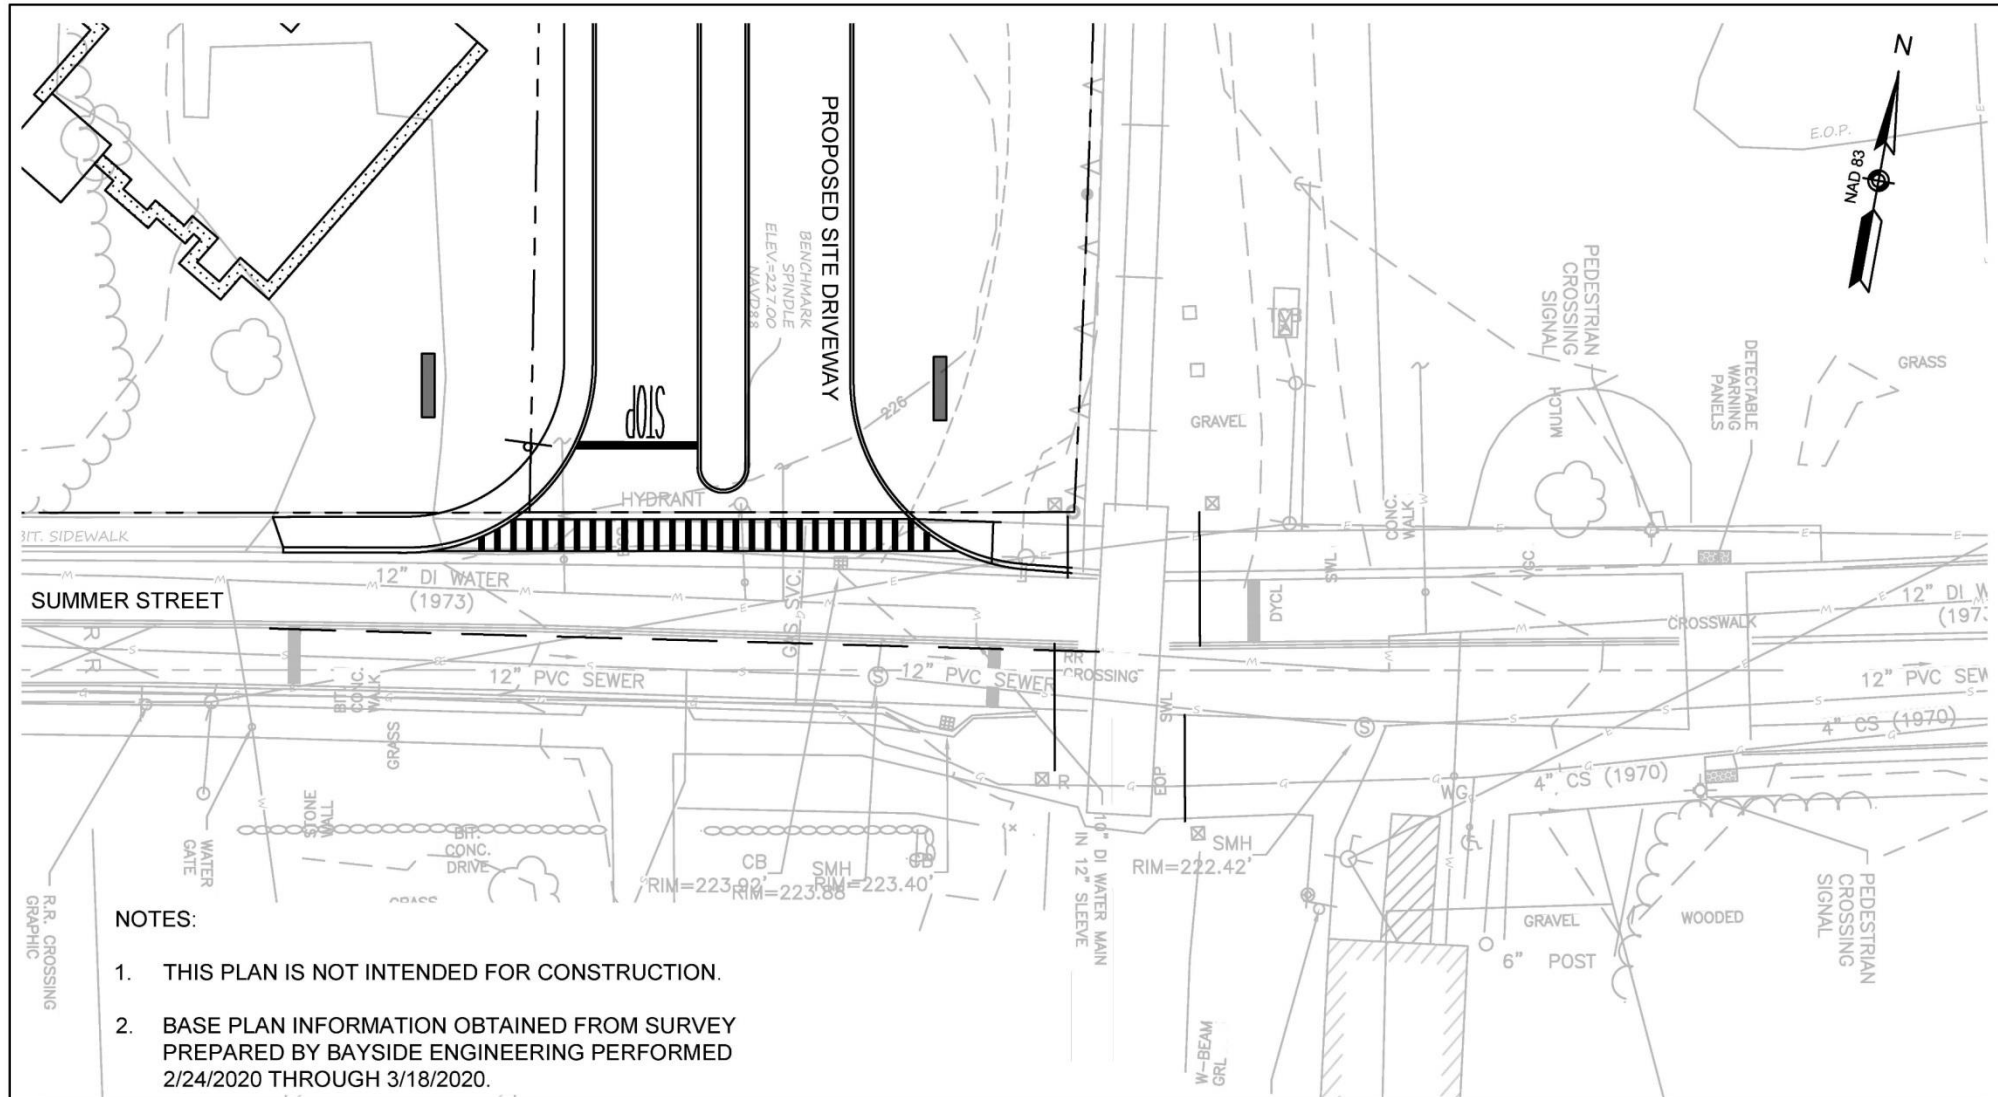 N
NAD 83
E.O.P.
PROPOSED SITE DRIVEWAY
BENCHMARK
SPINDLE
ELEV.=227.00
NAVD88
PEDESTRIAN
CROSSING
SIGNAL
DETECTABLE
WARNING
PANELS
GRASS
MULCH
226
STOP
GRAVEL
HYDRANT
CONC.
WALK
BIT. SIDEWALK
12" DI WATER
(1973)
GAS SVC.
SWL
VGC
DYCL
SUMMER STREET
R R
CROSSWALK
12" DI W
(1973
RR
CROSSING
12" PVC SEWER
12" PVC SEWER
12" PVC SEW
BIT.
CONC.
WALK
GRASS
SWL
4" CS (1970)
EOP
R
WG
4" CS (1970)
STONE
WALL
WATER
GATE
BIT.
CONC.
DRIVE
CB
RIM=223.92'
SMH
RIM=223.88
CB
RIM=223.40'
10" DI WATER MAIN
IN 12" SLEEVE
SMH
RIM=222.42'
R.R. CROSSING
GRAPHIC
GRASS
GRAVEL
WOODED
6" POST
PEDESTRIAN
CROSSING
SIGNAL
W-BEAM
GRL
NOTES:
1. THIS PLAN IS NOT INTENDED FOR CONSTRUCTION.
2. BASE PLAN INFORMATION OBTAINED FROM SURVEY
PREPARED BY BAYSIDE ENGINEERING PERFORMED
2/24/2020 THROUGH 3/18/2020.